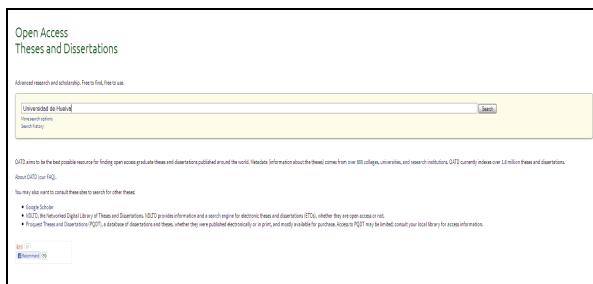 Open Access
Theses and Dissertations
Advanced research and scholarship. Free to find, free to use.
Universidad de Huelva
Search
More search options
Search history
OATD aims to be the best possible resource for finding open access graduate theses and dissertations published around the world. Metadata (information about the theses) comes from over 800 colleges, universities, and research institutions. OATD currently indexes over 1.6 million theses and dissertations.
About OATD (our FAQ).
You may also want to consult these sites to search for other theses:
Google Scholar
NDLTD, the Networked Digital Library of Theses and Dissertations. NDLTD provides information and a search engine for electronic theses and dissertations (ETDs), whether they are open access or not.
Proquest Theses and Dissertations (PQDT), a database of dissertations and theses, whether they were published electronically or in print, and mostly available for purchase. Access to PQDT may be limited; consult your local library for access information.
Recommend